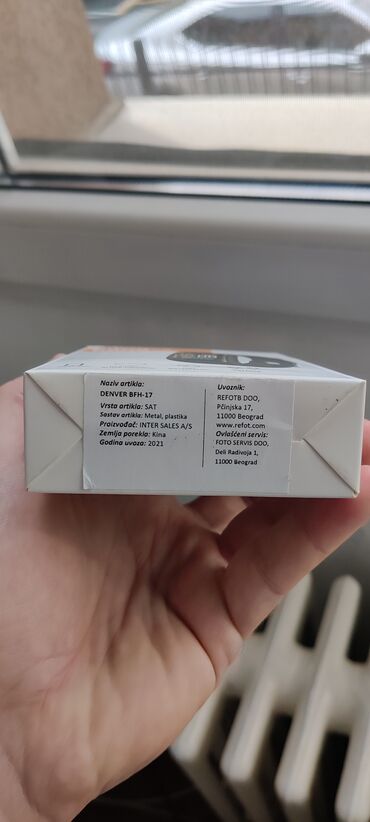 Naziv artikla:
DENVER BFH-17
Vrsta artikla: SAT
Sastav artikla: Metal, plastika
Proizvođač: INTER SALES A/S
Zemlja porekla: Kina
Godina uvoza: 2021
Uvoznik:
REFOTB DOO,
Pčinjska 17,
11000 Beograd
www.refot.com
Ovlašćeni servis:
FOTO SERVIS DOO,
Deli Radivoja 1,
11000 Beograd